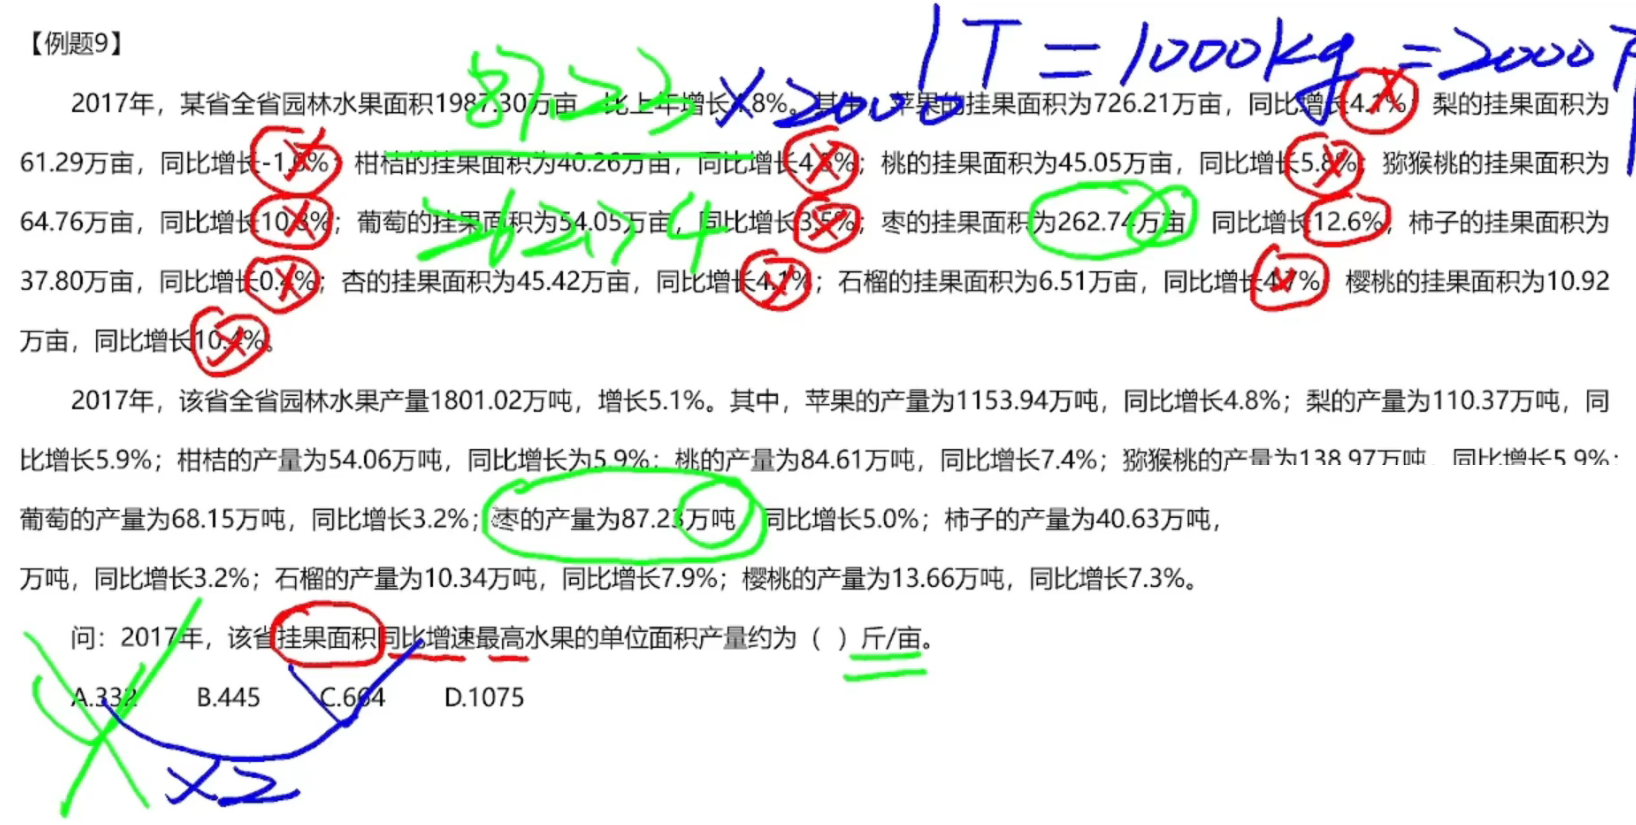 【例题9】
1T=1000kg=2000斤
87.23×2000
262.74
2017年，某省全省园林水果面积1987.30万亩，比上年增长4.8%。其中，苹果的挂果面积为726.21万亩，同比增长4.1%；梨的挂果面积为
61.29万亩，同比增长-1. %；柑桔的挂果面积为40.26万亩，同比增长4. %；桃的挂果面积为45.05万亩，同比增长5.8%；猕猴桃的挂果面积为
64.76万亩，同比增长10. %；葡萄的挂果面积为54.05万亩，同比增长3.5%；枣的挂果面积为262.74万亩 同比增长12.6%；柿子的挂果面积为
37.80万亩，同比增长0. %；杏的挂果面积为45.42万亩，同比增长4.1%；石榴的挂果面积为6.51万亩，同比增长4.7%；樱桃的挂果面积为10.92
万亩，同比增长10.4%。
2017年，该省全省园林水果产量1801.02万吨，增长5.1%。其中，苹果的产量为1153.94万吨，同比增长4.8%；梨的产量为110.37万吨，同
比增长5.9%；柑桔的产量为54.06万吨，同比增长为5.9%；桃的产量为84.61万吨，同比增长7.4%；猕猴桃的产量为138.97万吨，同比增长5.9%；
葡萄的产量为68.15万吨，同比增长3.2%；枣的产量为87.23万吨 同比增长5.0%；柿子的产量为40.63万吨，
万吨，同比增长3.2%；石榴的产量为10.34万吨，同比增长7.9%；樱桃的产量为13.66万吨，同比增长7.3%。
问：2017年，该省挂果面积同比增速最高水果的单位面积产量约为（ ）斤/亩。
A.332 B.445 C.664 D.1075
×2